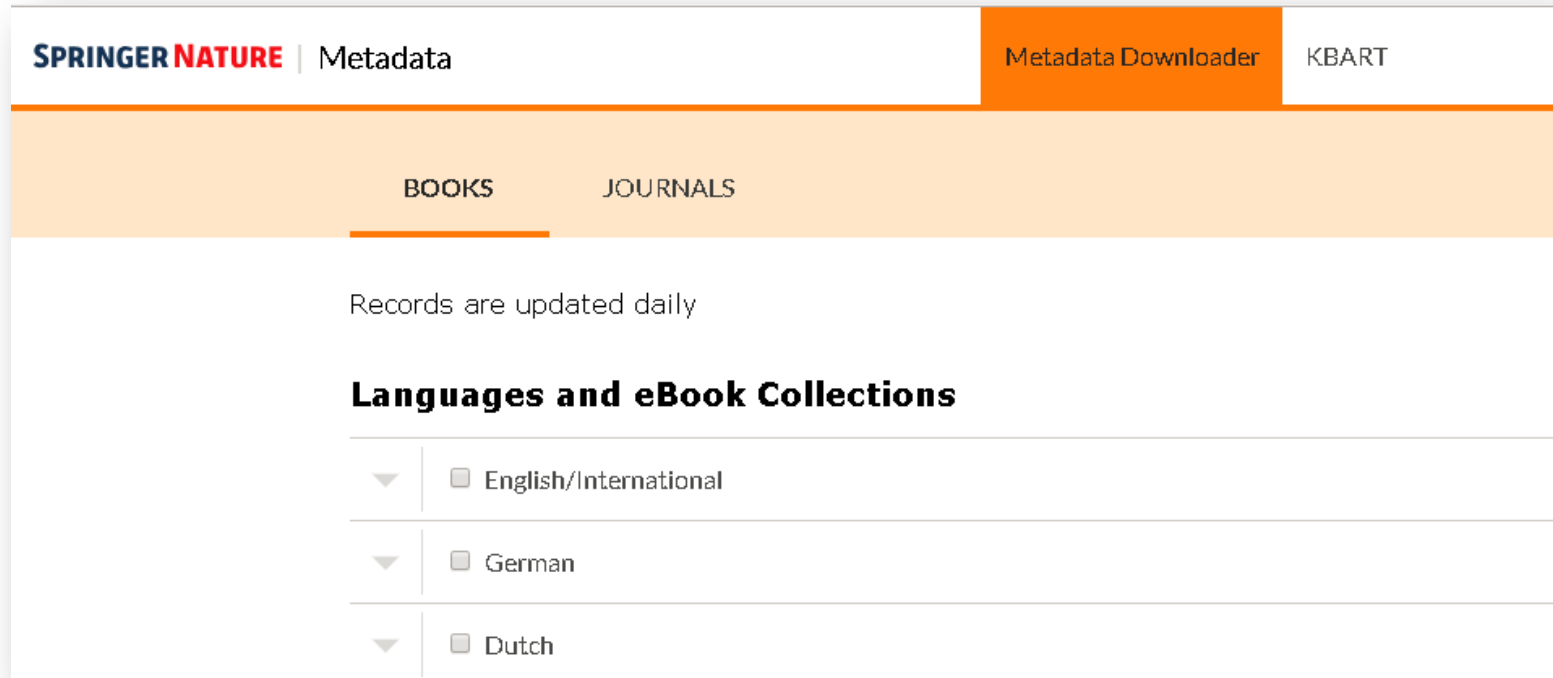 SPRINGER NATURE | Metadata Metadata Downloader KBART
BOOKS JOURNALS
Records are updated daily
Languages and eBook Collections
English/International
German
Dutch